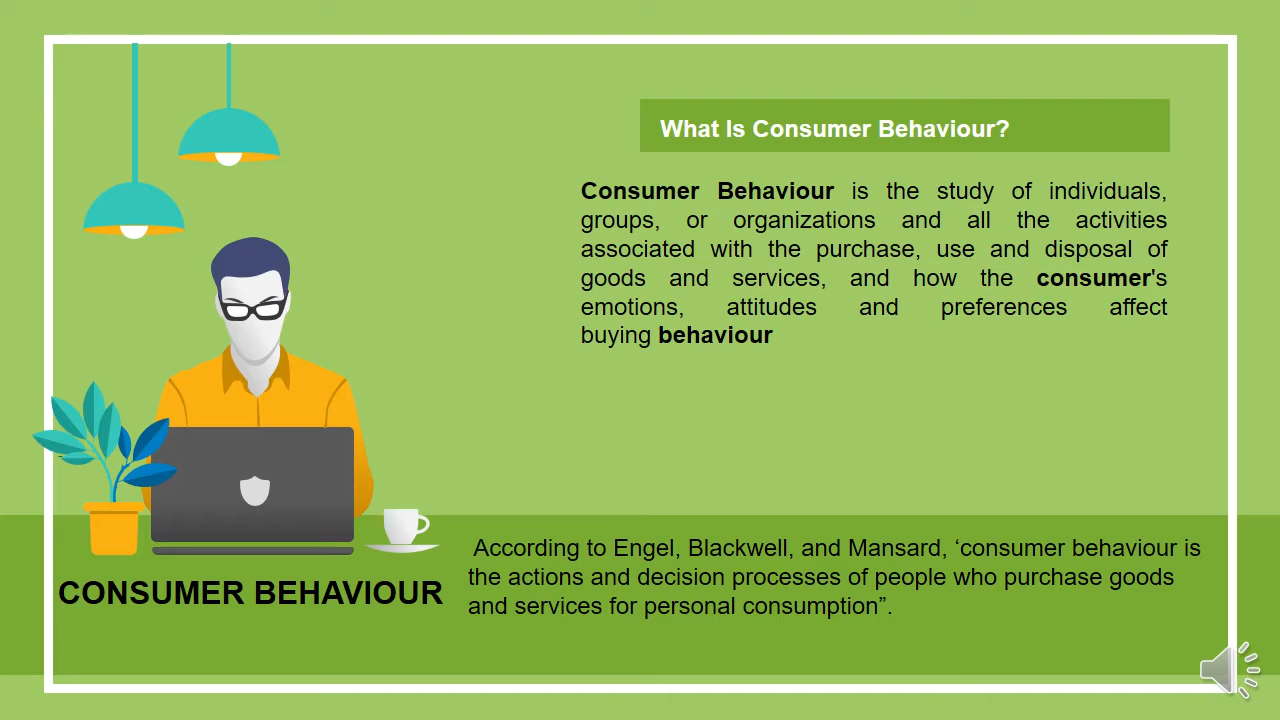 What Is Consumer Behaviour?
Consumer Behaviour is the study of individuals,
groups, or organizations and all the activities
associated with the purchase, use and disposal of
goods and services, and how the consumer's
emotions, attitudes and preferences affect
buying behaviour
According to Engel, Blackwell, and Mansard, ‘consumer behaviour is
the actions and decision processes of people who purchase goods
and services for personal consumption”.
CONSUMER BEHAVIOUR